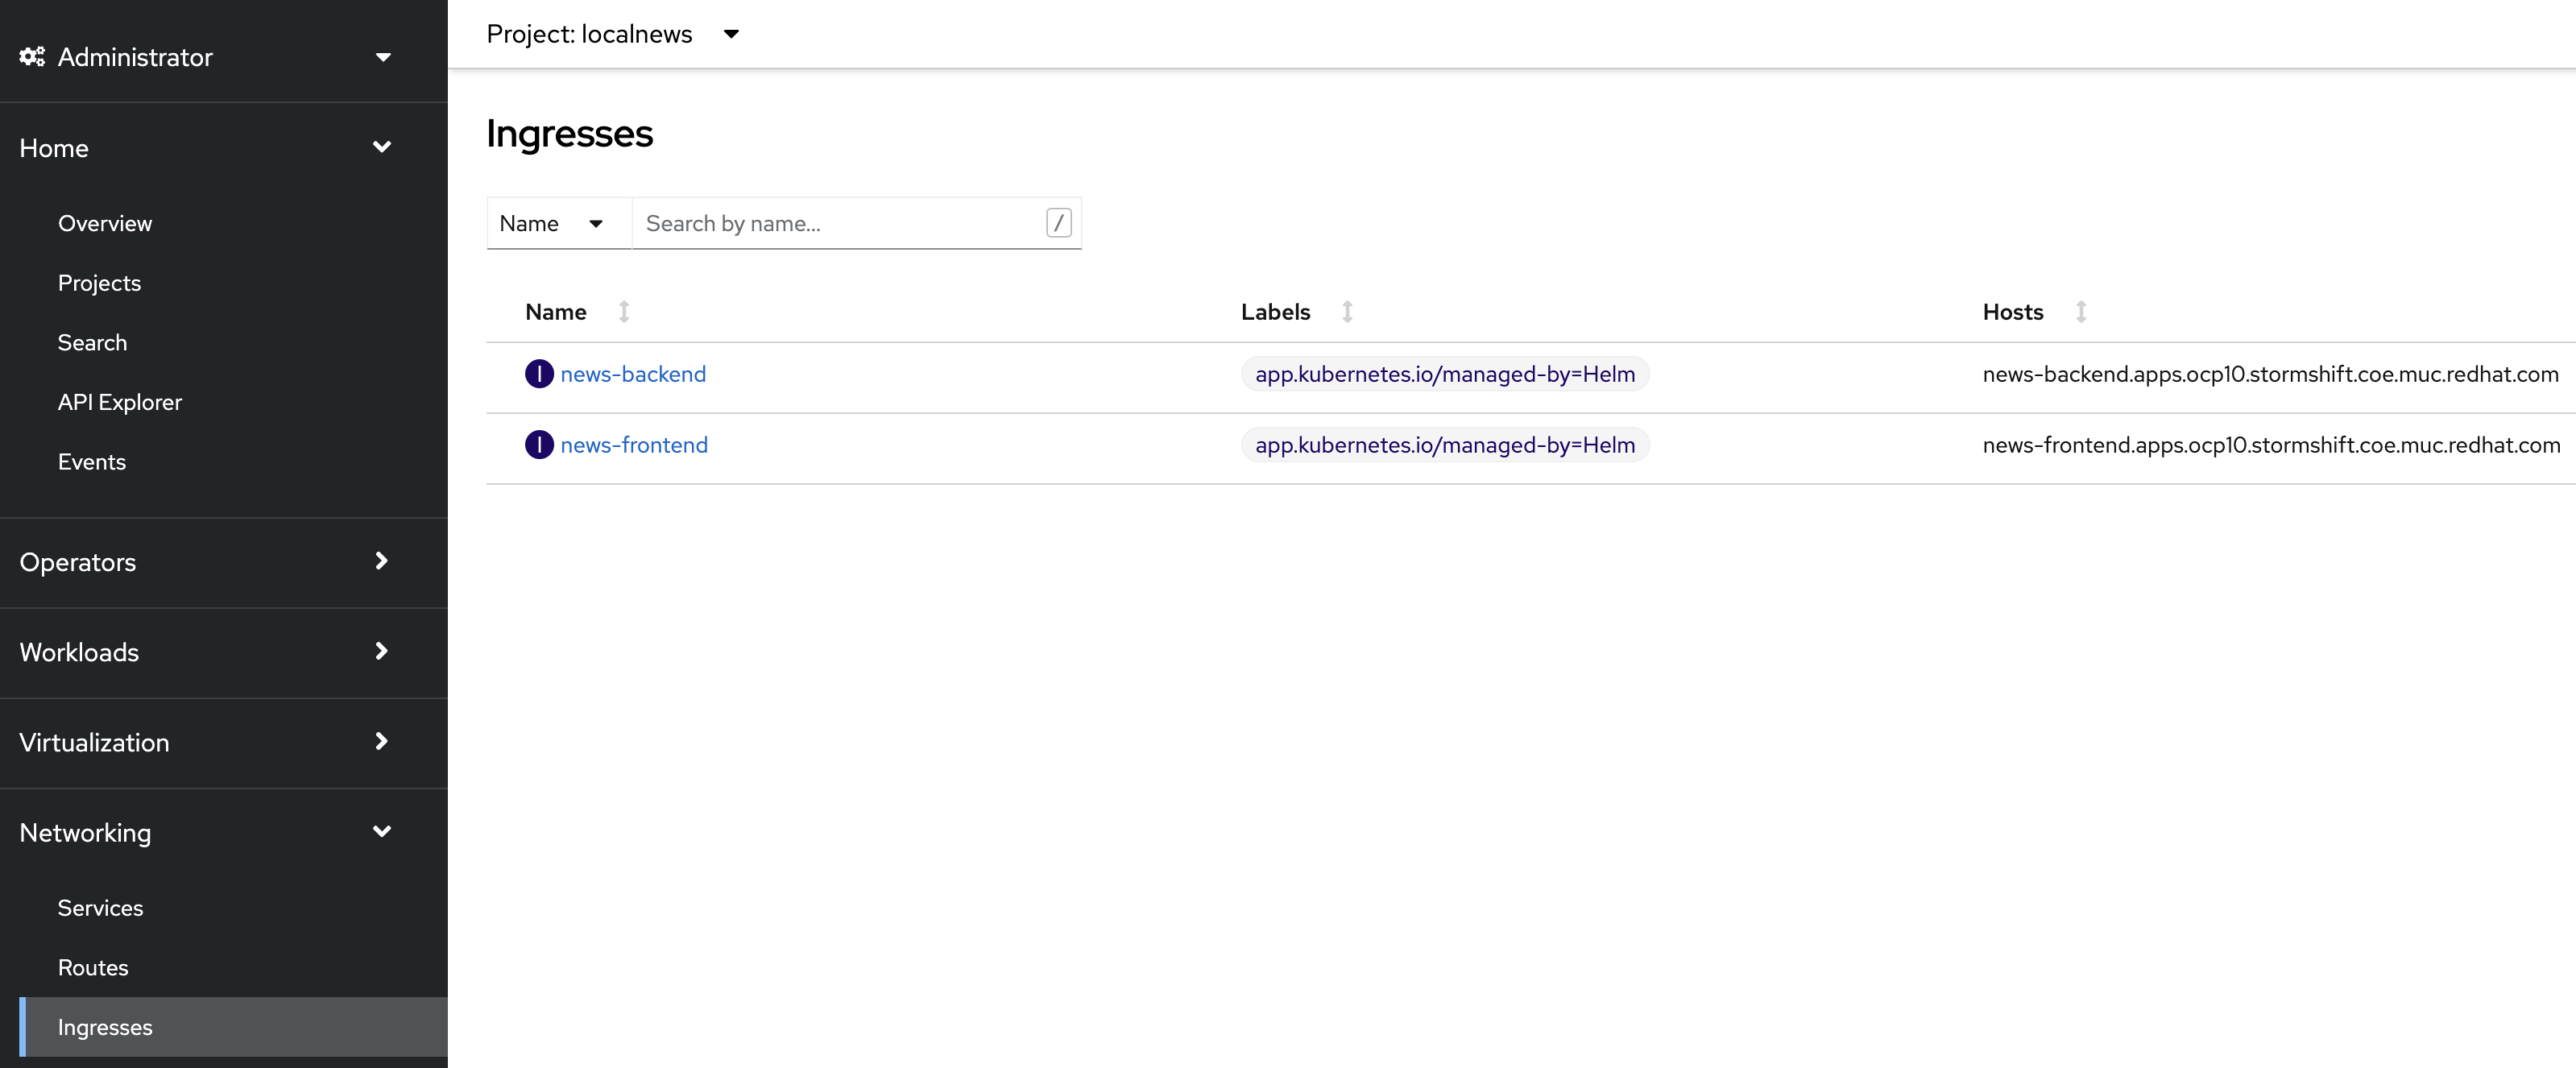 Administrator
Home
Overview
Projects
Search
API Explorer
Events
Operators
Workloads
Virtualization
Networking
Services
Routes
Ingresses
Project: localnews
Ingresses
Name Search by name... /
Name Labels Hosts
I news-backend app.kubernetes.io/managed-by=Helm news-backend.apps.ocp10.stormshift.coe.muc.redhat.com
I news-frontend app.kubernetes.io/managed-by=Helm news-frontend.apps.ocp10.stormshift.coe.muc.redhat.com